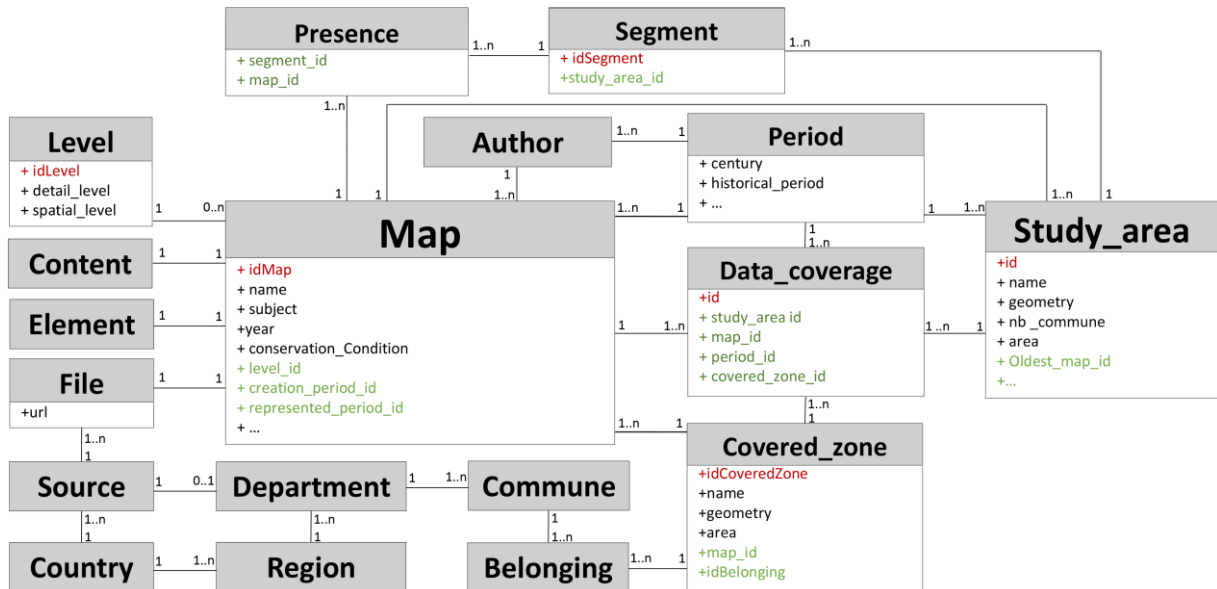 Presence
+ segment_id
+ map_id
1..n
1
Segment
+ idSegment
+study_area_id
1..n
1..n
Level
+ idLevel
+ detail_level
+ spatial_level
1
0..n
Author
1..n
1
Period
+ century
+ historical_period
+ ...
1
1..n
1
1
1..n
1..n
1
1
1..n
1..n
1
Map
+ idMap
+ name
+ subject
+year
+ conservation_Condition
+ level_id
+ creation_period_id
+ represented_period_id
+ ...
Study_area
+id
+ name
+ geometry
+ nb _commune
+ area
+ Oldest_map_id
+...
Content
1
1
Element
1
1
File
+url
1
1
1
1..n
Data_coverage
+id
+ study_area id
+ map_id
+ period_id
+ covered_zone_id
1
1..n
1..n
1
1..n
1
1..n
1
Covered_zone
+idCoveredZone
+name
+geometry
+area
+map_id
+idBelonging
1..n
1
Source
1
0..1
Department
1
1..n
Commune
1..n
1
1..n
1
1
1..n
Country
1
1..n
Region
Belonging
1..n
1